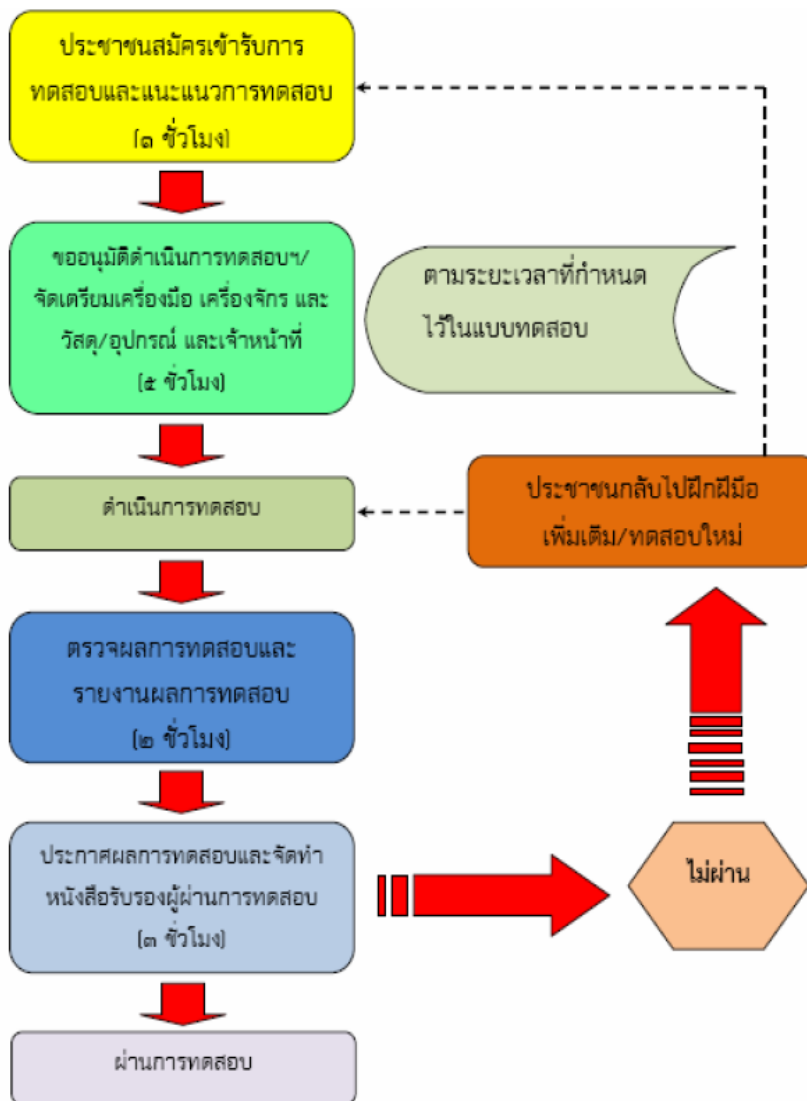 ประชาชนสมัครเข้ารับการ
ทดสอบและแนะแนวการทดสอบ
(๑ ชั่วโมง)
ขออนุมัติดำเนินการทดสอบฯ/
จัดเตรียมเครื่องมือ เครื่องจักร และ
วัสดุ/อุปกรณ์ และเจ้าหน้าที่
(๕ ชั่วโมง)
ตามระยะเวลาที่กำหนด
ไว้ในแบบทดสอบ
ดำเนินการทดสอบ
ประชาชนกลับไปฝึกฝีมือ
เพิ่มเติม/ทดสอบใหม่
ตรวจผลการทดสอบและ
รายงานผลการทดสอบ
(๒ ชั่วโมง)
ประกาศผลการทดสอบและจัดทำ
หนังสือรับรองผู้ผ่านการทดสอบ
(๓ ชั่วโมง)
ไม่ผ่าน
ผ่านการทดสอบ